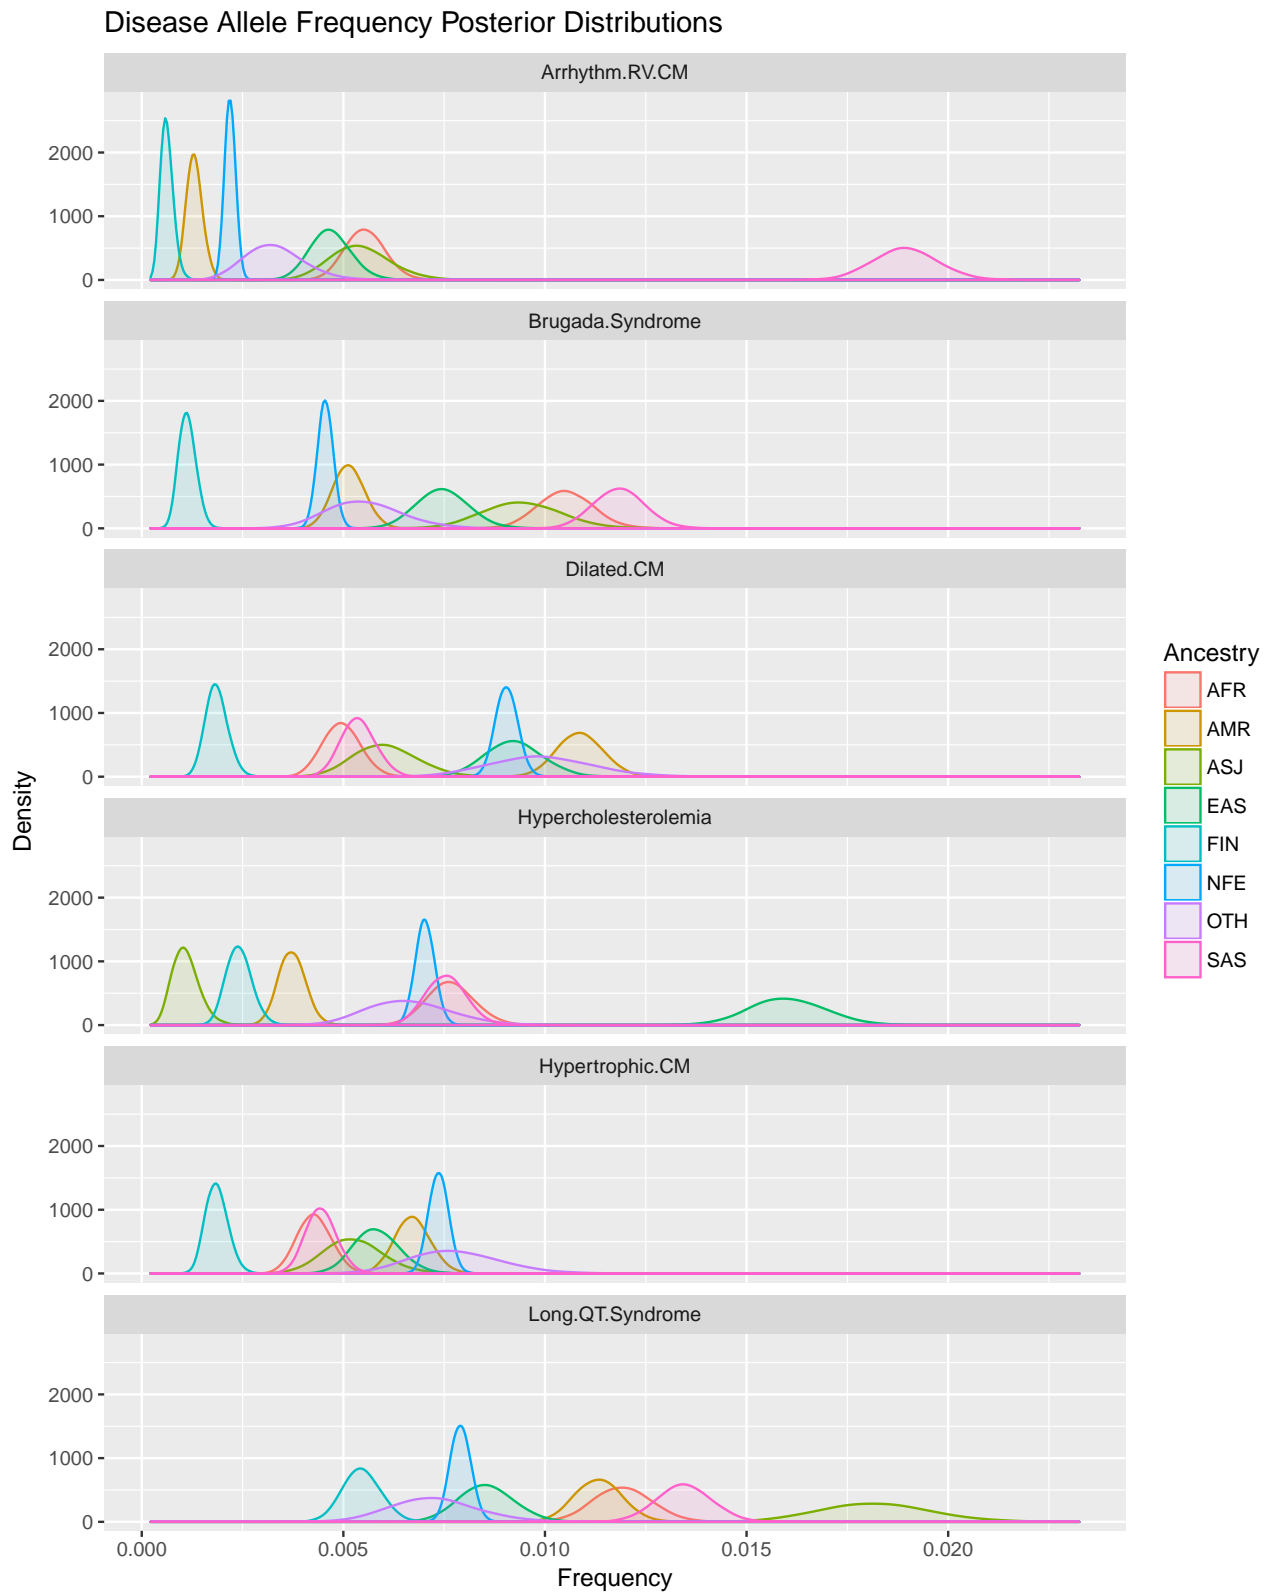 Disease Allele Frequency Posterior Distributions
Arrhythm.RV.CM
2000
1000
0
Brugada.Syndrome
2000
1000
0
Dilated.CM
2000
1000
0
Hypercholesterolemia
2000
1000
0
Hypertrophic.CM
2000
1000
0
Long.QT.Syndrome
2000
1000
0
0.000 0.005 0.010 0.015 0.020
Frequency
Density
Ancestry
AFR
AMR
ASJ
EAS
FIN
NFE
OTH
SAS